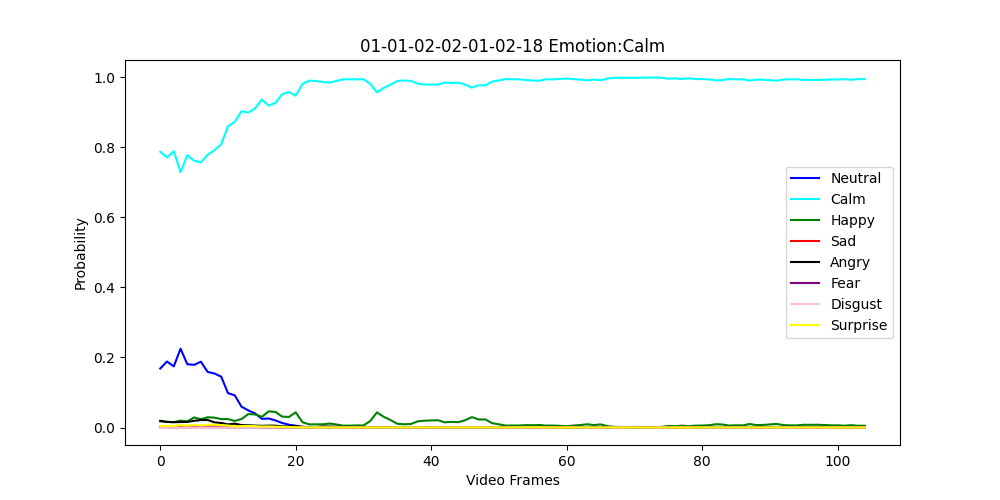 01-01-02-02-01-02-18 Emotion:Calm
Probability
1.0
0.8
0.6
0.4
0.2
0.0
Neutral
Calm
Happy
Sad
Angry
Fear
Disgust
Surprise
0 20 40 60 80 100
Video Frames